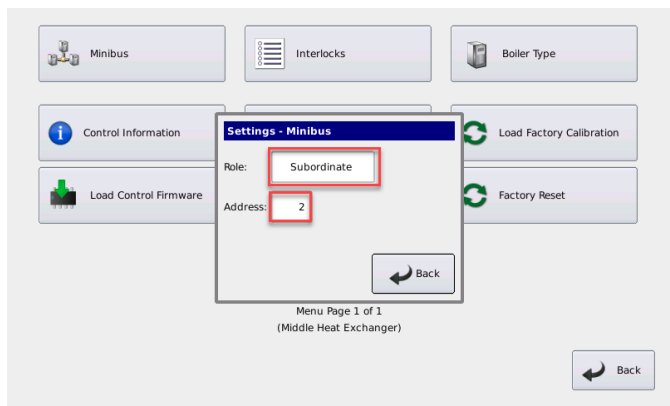 Minibus
Interlocks
Boiler Type
Control Information
Load Factory Calibration
Load Control Firmware
Factory Reset
Settings - Minibus
Role:
Subordinate
Address:
2
Back
Menu Page 1 of 1
(Middle Heat Exchanger)
Back